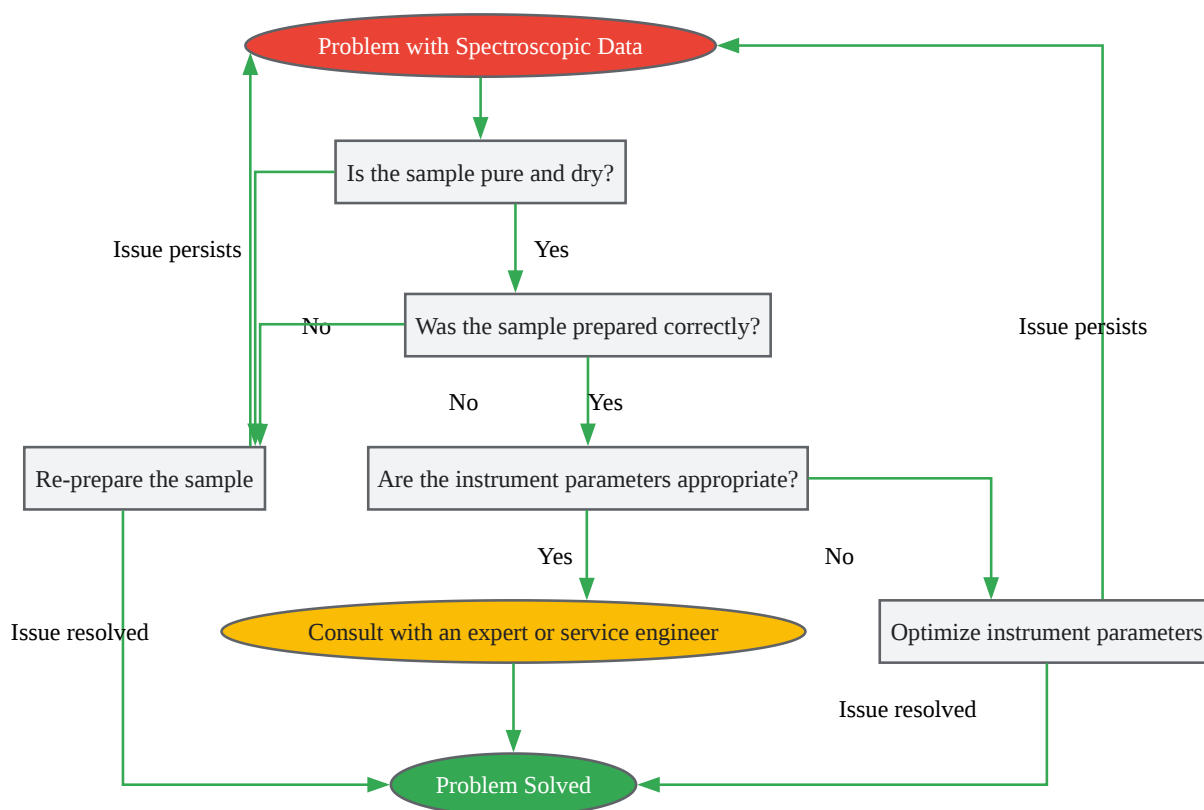 Problem with Spectroscopic Data
Is the sample pure and dry?
Issue persists
Yes
No
Was the sample prepared correctly?
Issue persists
No
Yes
Re-prepare the sample
Are the instrument parameters appropriate?
Yes
No
Issue resolved
Consult with an expert or service engineer
Optimize instrument parameters
Issue resolved
Problem Solved